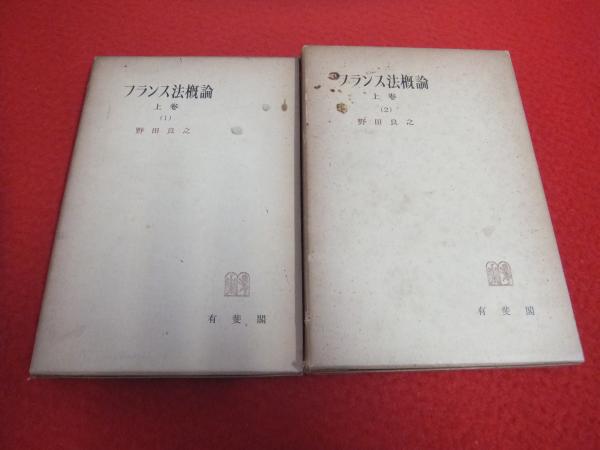 フランス法概論
上巻
(1)
野田良之
有斐閣
フランス法概論
上巻
(2)
野田良之
有斐閣